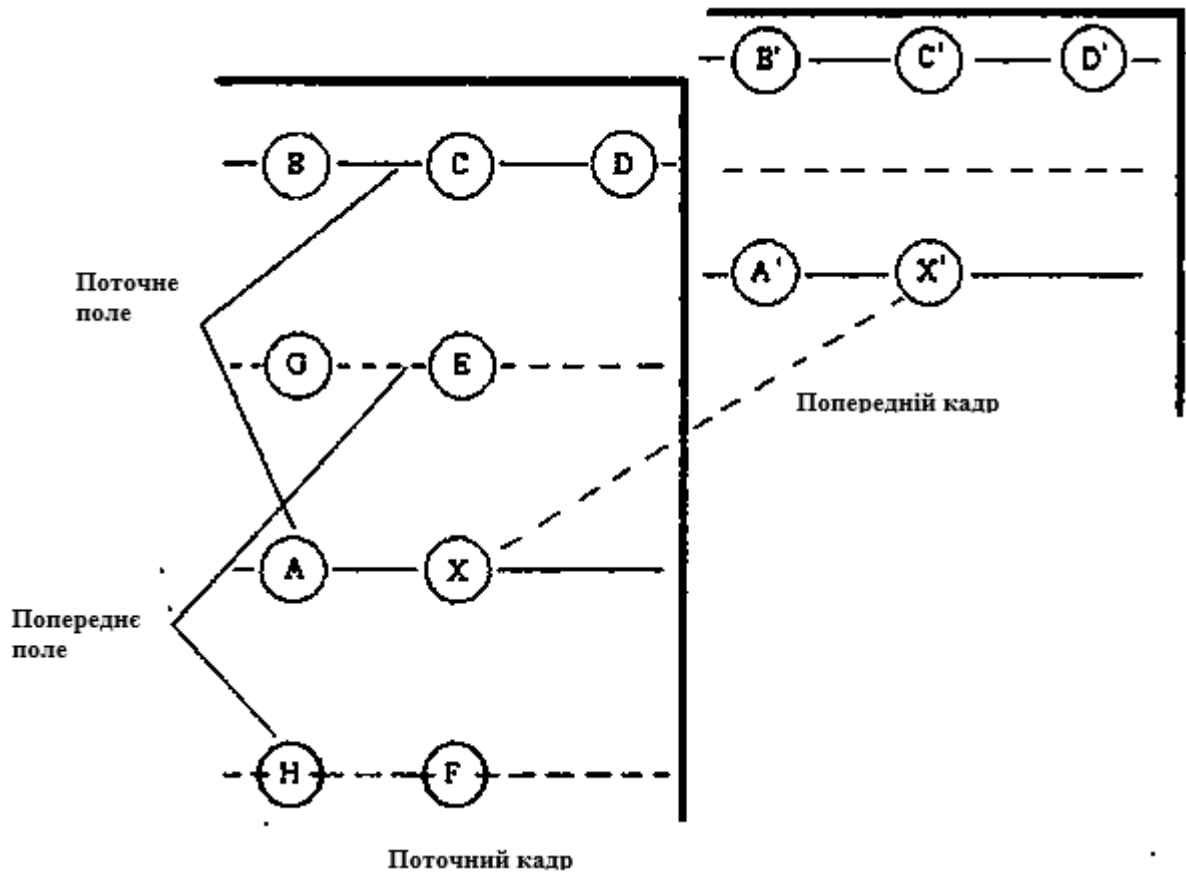 B' C' D'
B C D
Поточне
поле
A' X'
G E
Попередній кадр
A X
Попереднє
поле
H F
Поточний кадр